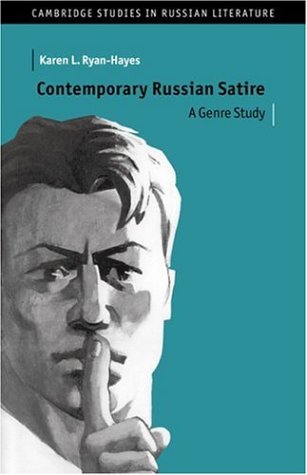 CAMBRIDGE STUDIES IN RUSSIAN LITERATURE
Karen L. Ryan-Hayes
Contemporary Russian Satire
A Genre Study